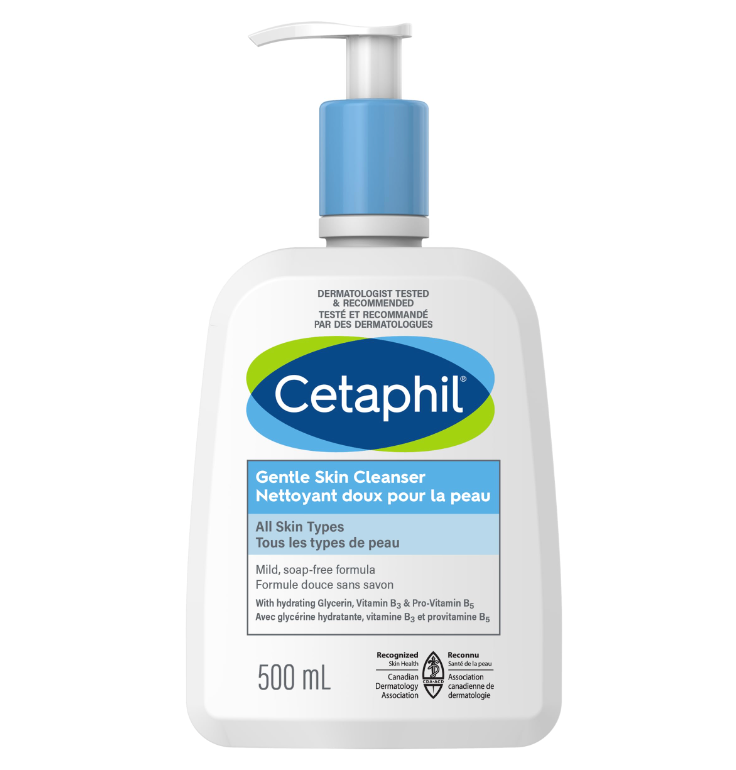 DERMATOLOGIST TESTED
& RECOMMENDED
TESTÉ ET RECOMMANDÉ
PAR DES DERMATOLOGUES
Cetaphil®
Gentle Skin Cleanser
Nettoyant doux pour la peau
All Skin Types
Tous les types de peau
Mild, soap-free formula
Formule douce sans savon
With hydrating Glycerin, Vitamin B3 & Pro-Vitamin B5
Avec glycérine hydratante, vitamine B3 et provitamine B5
500 mL
Recognized
Skin Health
Canadian
Dermatology
Association
CDA·ACD
Reconnu
Santé de la peau
Association
canadienne de
dermatologie